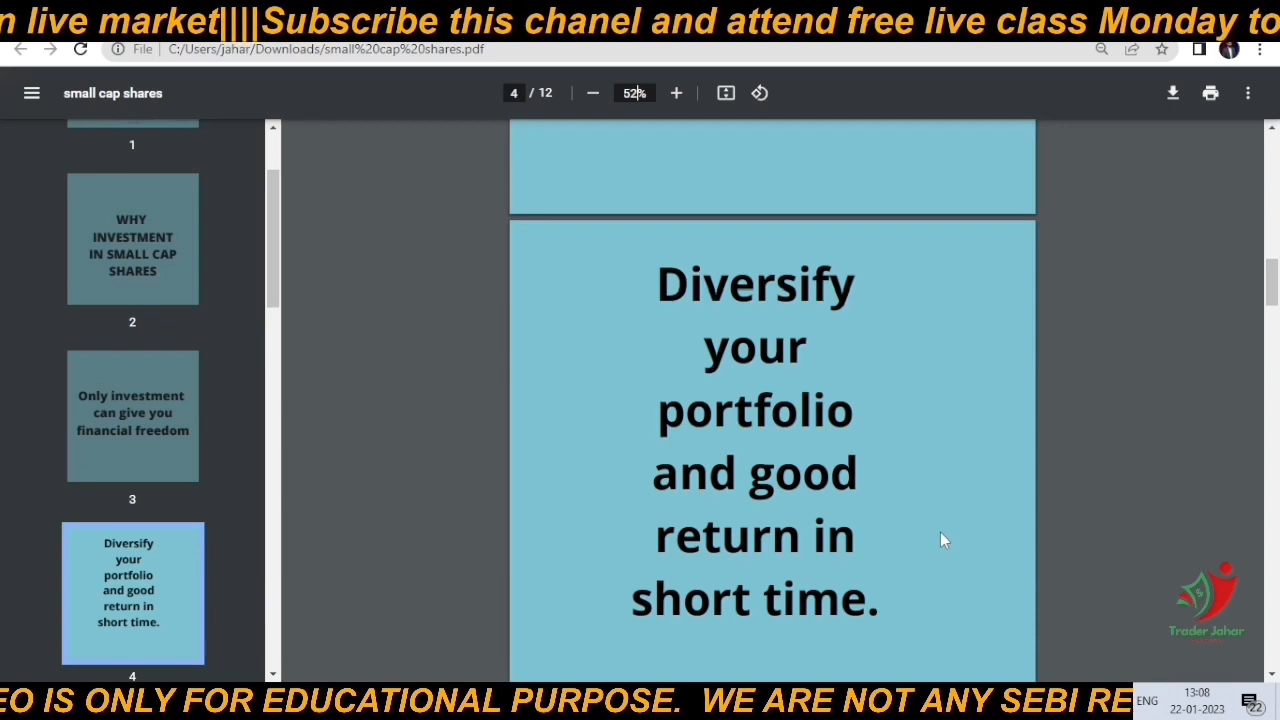 n live market||||Subscribe this chanel and attend free live class Monday to
File C:/Users/jahar/Downloads/small%20cap%20shares.pdf
small cap shares
4 / 12
52%
1
WHY
INVESTMENT
IN SMALL CAP
SHARES
2
Only investment
can give you
financial freedom
3
Diversify
your
portfolio
and good
return in
short time.
4
Diversify
your
portfolio
and good
return in
short time.
Trader Jahar
EO IS ONLY FOR EDUCATIONAL PURPOSE. WE ARE NOT ANY SEBI RE
ENG
13:08
22-01-2023
22